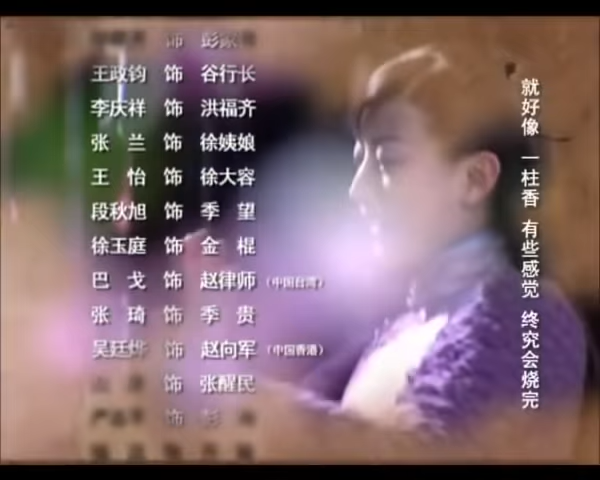 王政钧 饰 谷行长
李庆祥 饰 洪福齐
张 兰 饰 徐姨娘
王 怡 饰 徐大容
段秋旭 饰 季 望
徐玉庭 饰 金 棍
巴 戈 饰 赵律师 (中国台湾)
张 琦 饰 季 贵
吴廷烨 饰 赵向军 (中国香港)
饰 张醒民
就好像 一柱香 有些感觉 终究会烧完